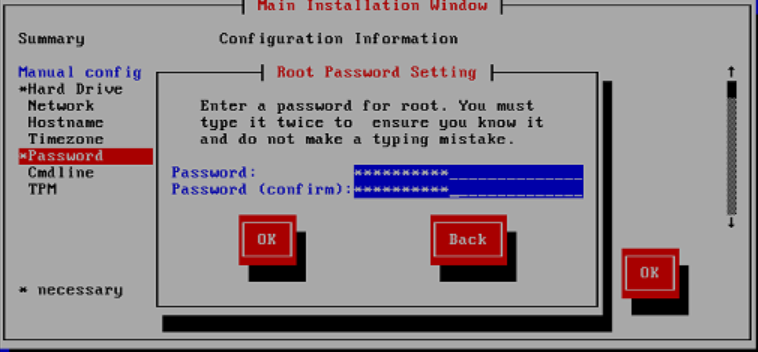 Main Installation Window
Summary
Configuration Information
Manual config
*Hard Drive
Network
Hostname
Timezone
*Password
Cmdline
TPM
* necessary
Root Password Setting
Enter a password for root. You must
type it twice to ensure you know it
and do not make a typing mistake.
Password: **********______________
Password (confirm):**********______________
OK
Back
OK